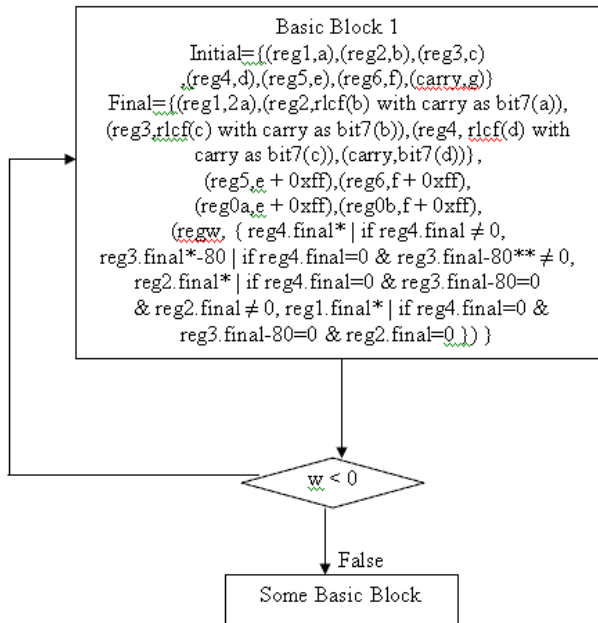 Basic Block 1
Initial={(reg1,a),(reg2,b),(reg3,c)
,(reg4,d),(reg5,e),(reg6,f),(carry,g)}
Final={(reg1,2a),(reg2,rlcf(b) with carry as bit7(a)),
(reg3,rlcf(c) with carry as bit7(b)),(reg4, rlcf(d) with
carry as bit7(c)),(carry,bit7(d))},
(reg5,e + 0xff),(reg6,f + 0xff),
(reg0a,e + 0xff),(reg0b,f + 0xff),
(regw, { reg4.final* | if reg4.final ≠ 0,
reg3.final*-80 | if reg4.final=0 & reg3.final-80** ≠ 0,
reg2.final* | if reg4.final=0 & reg3.final-80=0
& reg2.final ≠ 0, reg1.final* | if reg4.final=0 &
reg3.final-80=0 & reg2.final=0 }) }
w < 0
False
Some Basic Block